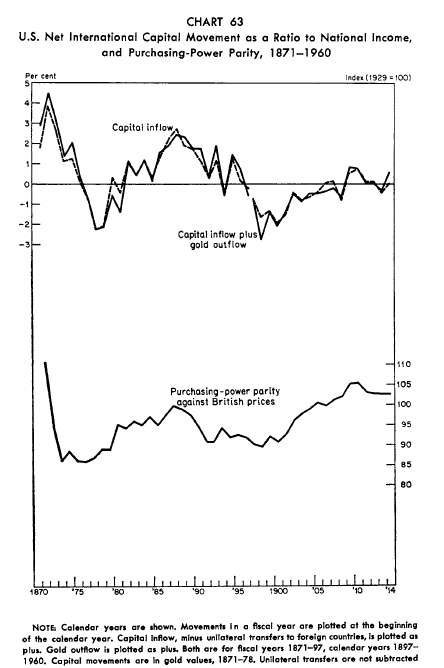 CHART 63
U.S. Net International Capital Movement as a Ratio to National Income,
and Purchasing-Power Parity, 1871–1960
Per cent
Index (1929 = 100)
5
4
3
2
1
0
−1
−2
−3
Capital inflow
Capital inflow plus
gold outflow
110
105
100
95
90
85
80
Purchasing-power parity
against British prices
1870 '75 '80 '85 '90 '95 1900 '05 '10 '14
NOTE: Calendar years are shown. Movements in a fiscal year are plotted at the beginning
of the calendar year. Capital inflow, minus unilateral transfers to foreign countries, is plotted as
plus. Gold outflow is plotted as plus. Both are for fiscal years 1871–97, calendar years 1897–
1960. Capital movements are in gold values, 1871–78. Unilateral transfers are not subtracted